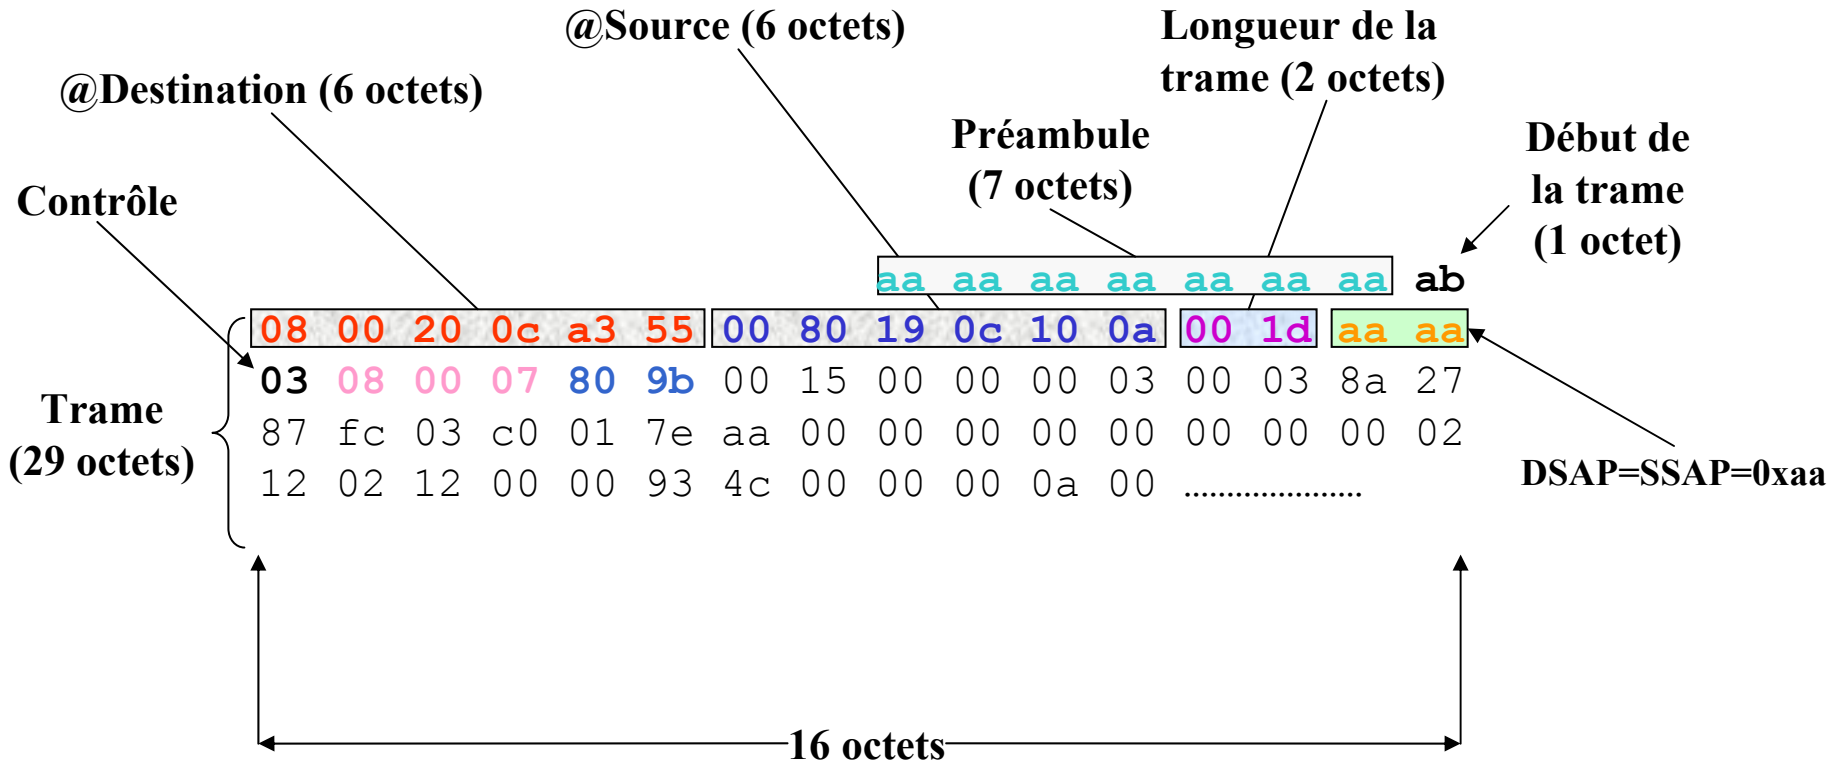 @Source (6 octets)
Longueur de la
trame (2 octets)
@Destination (6 octets)
Préambule
(7 octets)
Début de
la trame
(1 octet)
Contrôle
aa aa aa aa aa aa aa ab
08 00 20 0c a3 55 00 80 19 0c 10 0a 00 1d aa aa
03 08 00 07 80 9b 00 15 00 00 00 03 00 03 8a 27
87 fc 03 c0 01 7e aa 00 00 00 00 00 00 00 00 02
12 02 12 00 00 93 4c 00 00 00 0a 00 .....................
Trame
(29 octets)
DSAP=SSAP=0xaa
16 octets